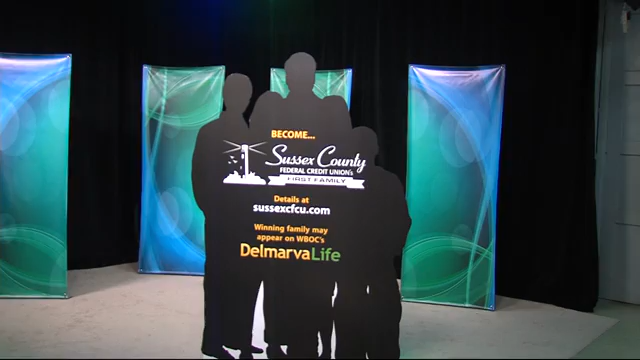 BECOME...
Sussex County
FEDERAL CREDIT UNION's
FIRST FAMILY
Details at
sussexcfcu.com
Winning family may
appear on WBOC's
DelmarvaLife